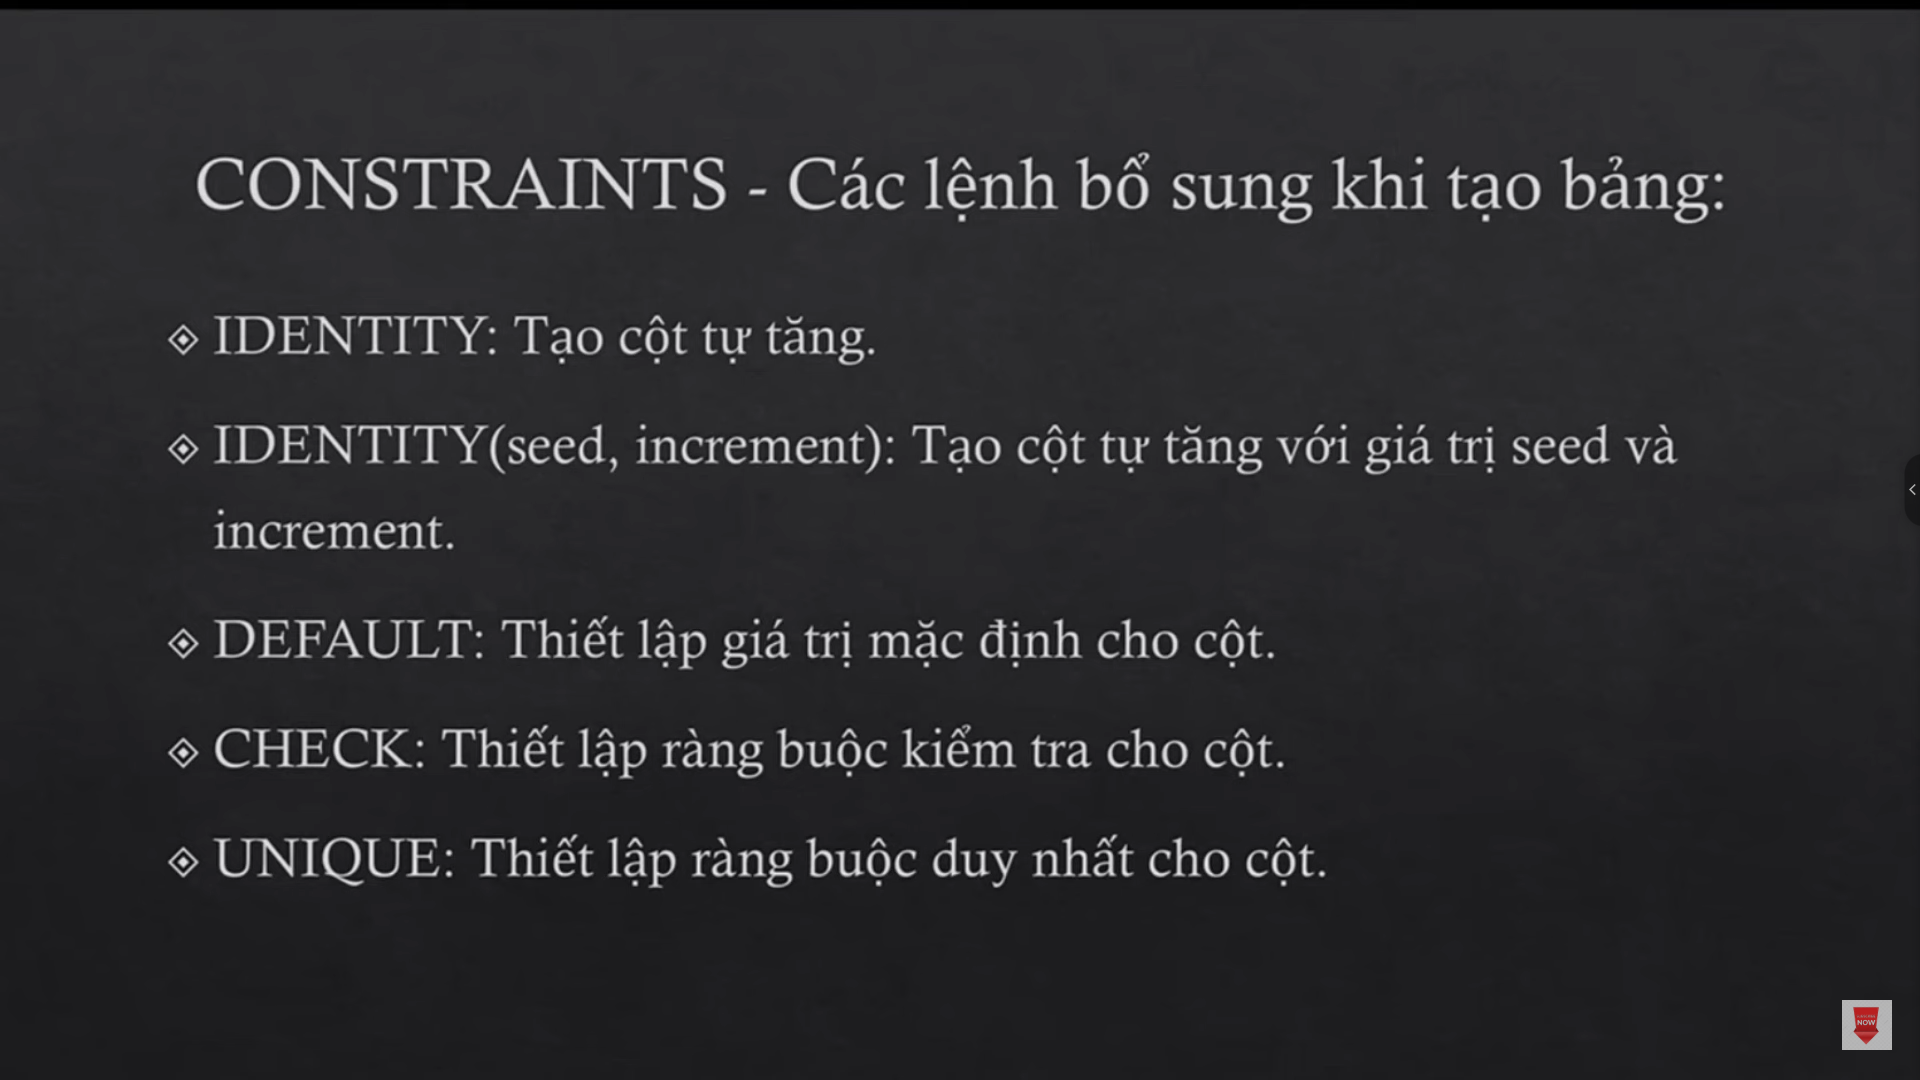 CONSTRAINTS - Các lệnh bổ sung khi tạo bảng:
IDENTITY: Tạo cột tự tăng.
IDENTITY(seed, increment): Tạo cột tự tăng với giá trị seed và
increment.
DEFAULT: Thiết lập giá trị mặc định cho cột.
CHECK: Thiết lập ràng buộc kiểm tra cho cột.
UNIQUE: Thiết lập ràng buộc duy nhất cho cột.
NOW